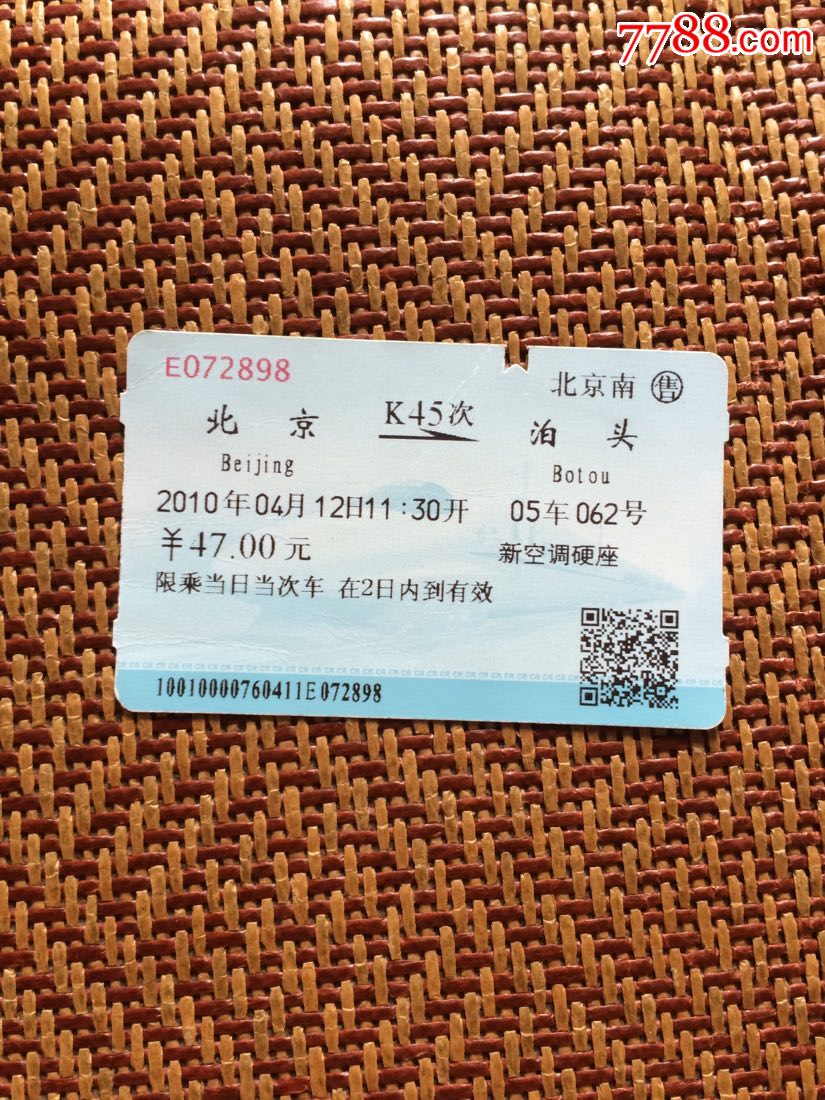 7788.com
E072898
北京南 售
北京 K45次 泊头
Beijing Botou
2010年04月12日11:30开 05车062号
￥47.00元 新空调硬座
限乘当日当次车 在2日内到有效
10010000760411E072898